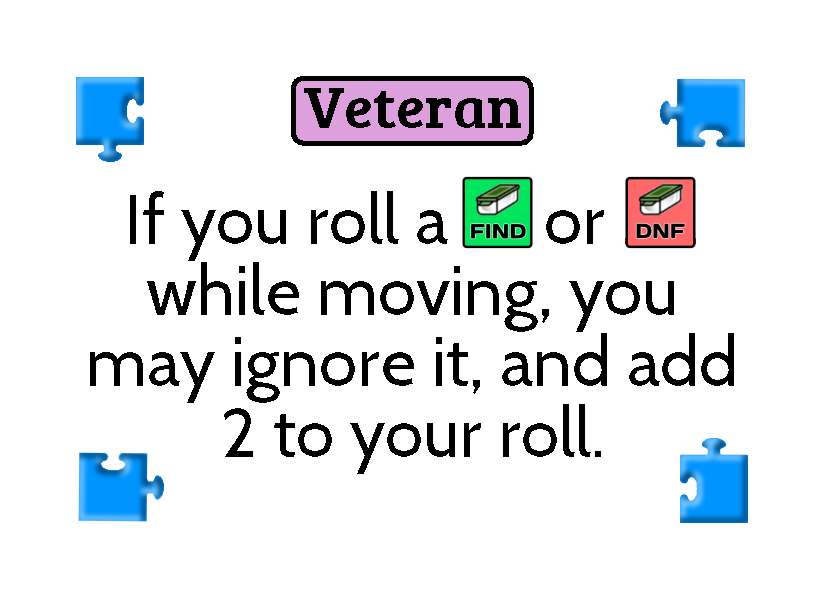 Veteran
If you roll a FIND or DNF
while moving, you
may ignore it, and add
2 to your roll.